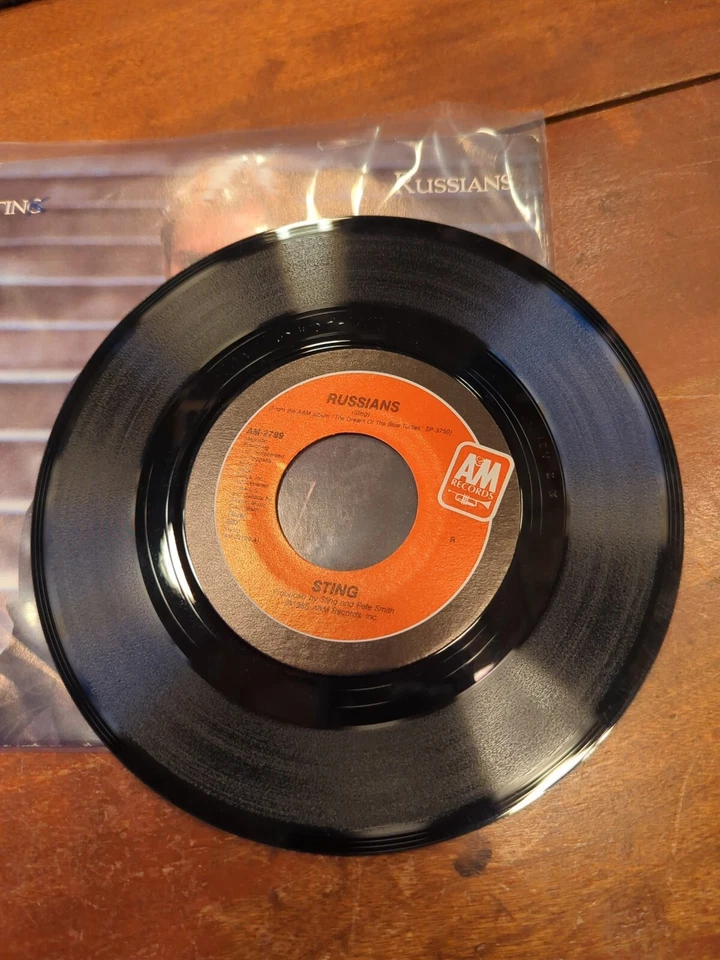 TING
RUSSIANS
RUSSIANS
(Sting)
(From the A&M album "The Dream Of The Blue Turtles" SP-3750)
AM-2799
A&M
RECORDS
R
STING
Produced by Sting and Pete Smith
A&M Records, Inc.